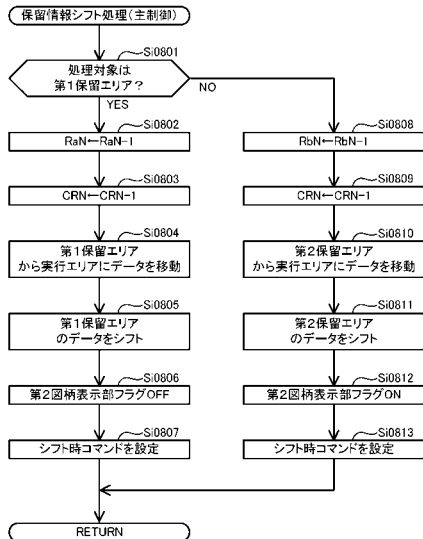 保留情報シフト処理(主制御)
Si0801
処理対象は
第1保留エリア?
NO
YES
Si0802
RaN←RaN-1
Si0803
CRN←CRN-1
Si0804
第1保留エリア
から実行エリアにデータを移動
Si0805
第1保留エリア
のデータをシフト
Si0806
第2図柄表示部フラグOFF
Si0807
シフト時コマンドを設定
Si0808
RbN←RbN-1
Si0809
CRN←CRN-1
Si0810
第2保留エリア
から実行エリアにデータを移動
Si0811
第2保留エリア
のデータをシフト
Si0812
第2図柄表示部フラグON
Si0813
シフト時コマンドを設定
RETURN